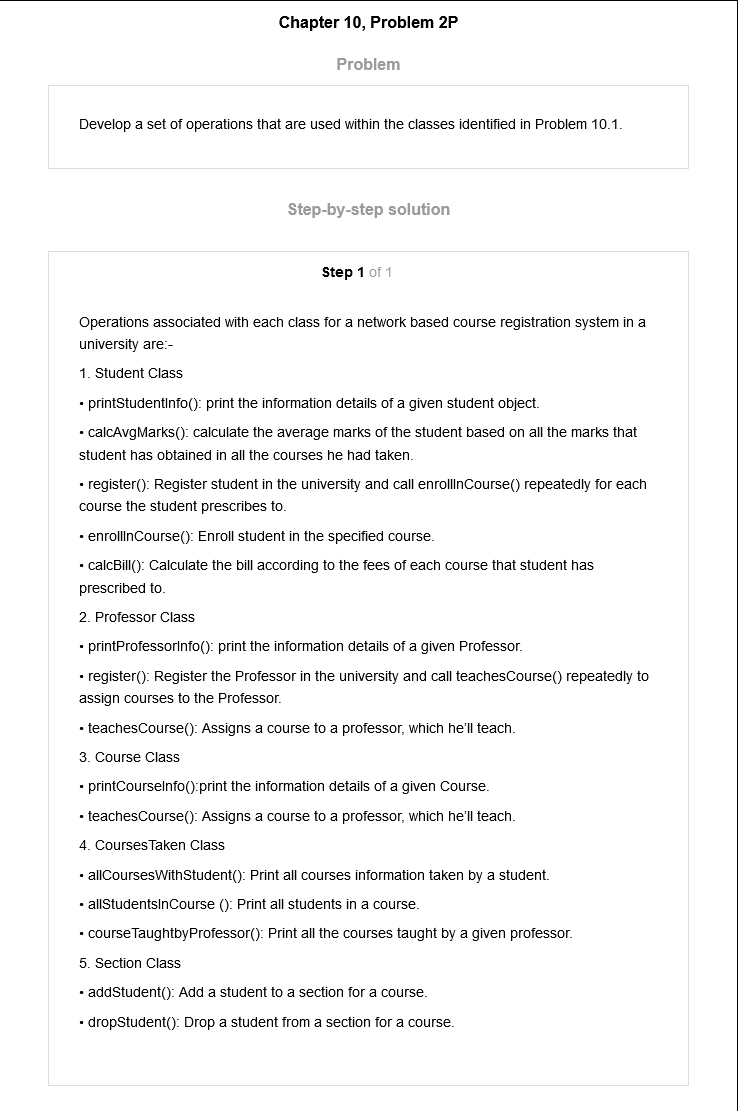 Chapter 10, Problem 2P
Problem
Develop a set of operations that are used within the classes identified in Problem 10.1.
Step-by-step solution
Step 1 of 1
Operations associated with each class for a network based course registration system in a
university are:-
1. Student Class
• printStudentInfo(): print the information details of a given student object.
• calcAvgMarks(): calculate the average marks of the student based on all the marks that
student has obtained in all the courses he had taken.
• register(): Register student in the university and call enrollInCourse() repeatedly for each
course the student prescribes to.
• enrollInCourse(): Enroll student in the specified course.
• calcBill(): Calculate the bill according to the fees of each course that student has
prescribed to.
2. Professor Class
• printProfessorInfo(): print the information details of a given Professor.
• register(): Register the Professor in the university and call teachesCourse() repeatedly to
assign courses to the Professor.
• teachesCourse(): Assigns a course to a professor, which he’ll teach.
3. Course Class
• printCourseInfo():print the information details of a given Course.
• teachesCourse(): Assigns a course to a professor, which he’ll teach.
4. CoursesTaken Class
• allCoursesWithStudent(): Print all courses information taken by a student.
• allStudentsInCourse (): Print all students in a course.
• courseTaughtbyProfessor(): Print all the courses taught by a given professor.
5. Section Class
• addStudent(): Add a student to a section for a course.
• dropStudent(): Drop a student from a section for a course.